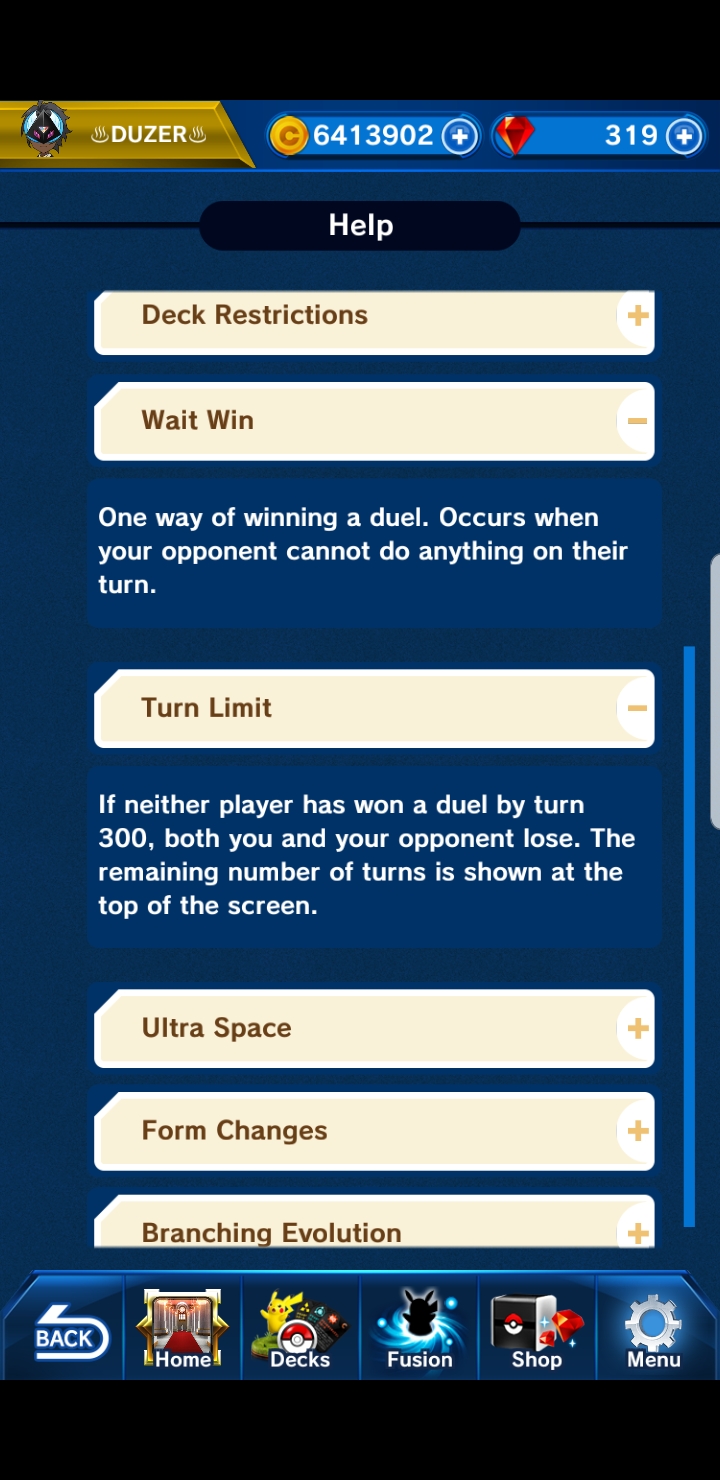 ♨DUZER♨
6413902
319
Help
Deck Restrictions
Wait Win
One way of winning a duel. Occurs when
your opponent cannot do anything on their
turn.
Turn Limit
If neither player has won a duel by turn
300, both you and your opponent lose. The
remaining number of turns is shown at the
top of the screen.
Ultra Space
Form Changes
Branching Evolution
BACK
Home
Decks
Fusion
Shop
Menu